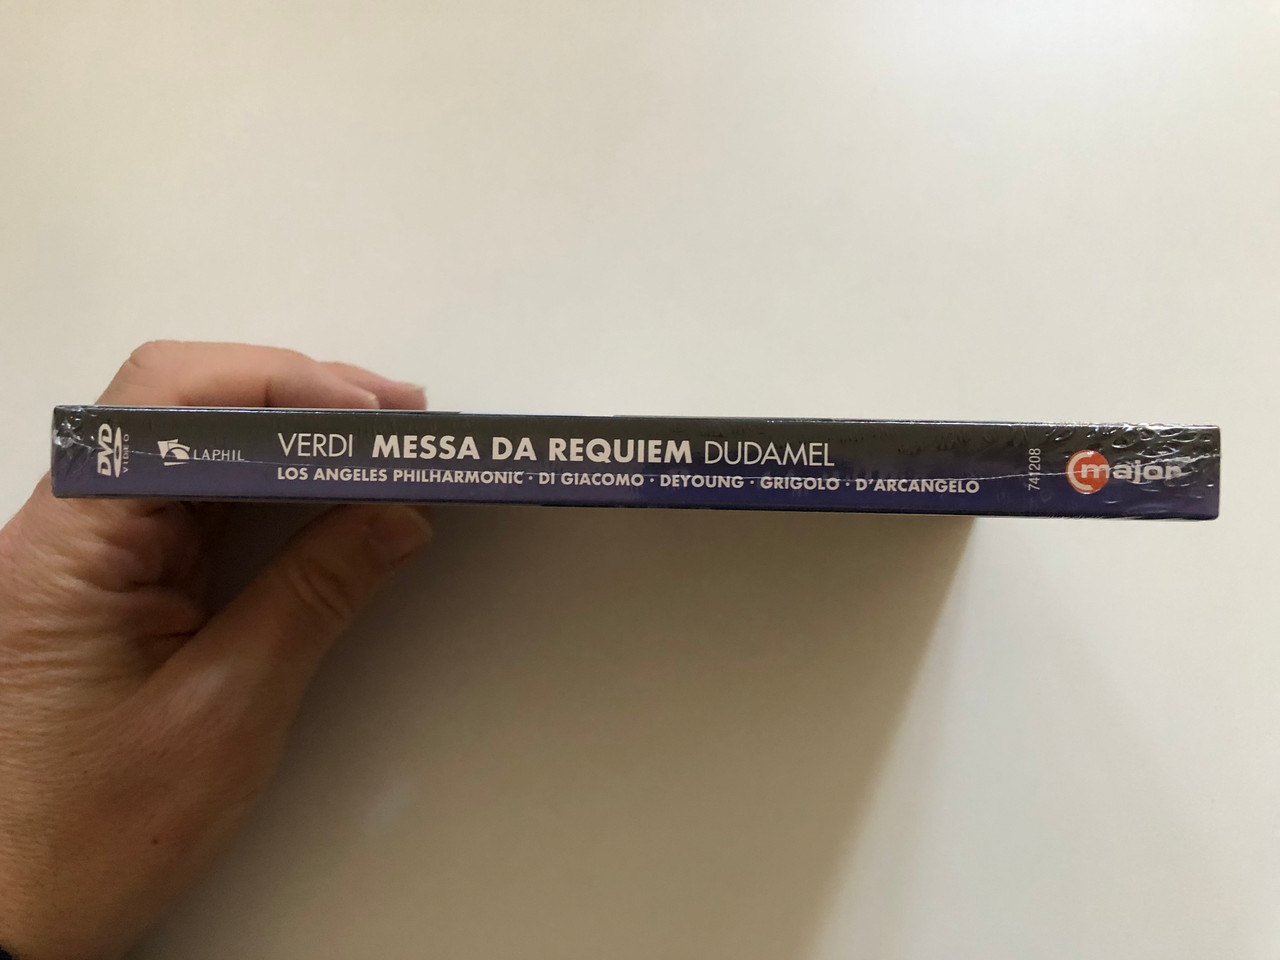 DVD
VIDEO
LAPHIL
VERDI MESSA DA REQUIEM DUDAMEL
LOS ANGELES PHILHARMONIC · DI GIACOMO · DEYOUNG · GRIGOLO · D'ARCANGELO
741208
major